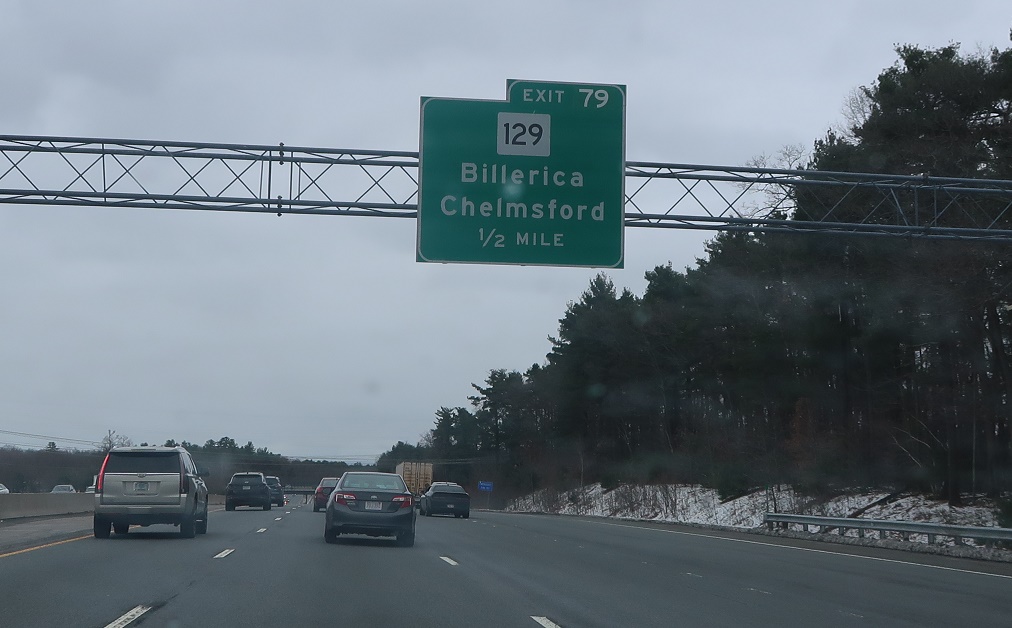 EXIT 79
129
Billerica
Chelmsford
1/2 MILE